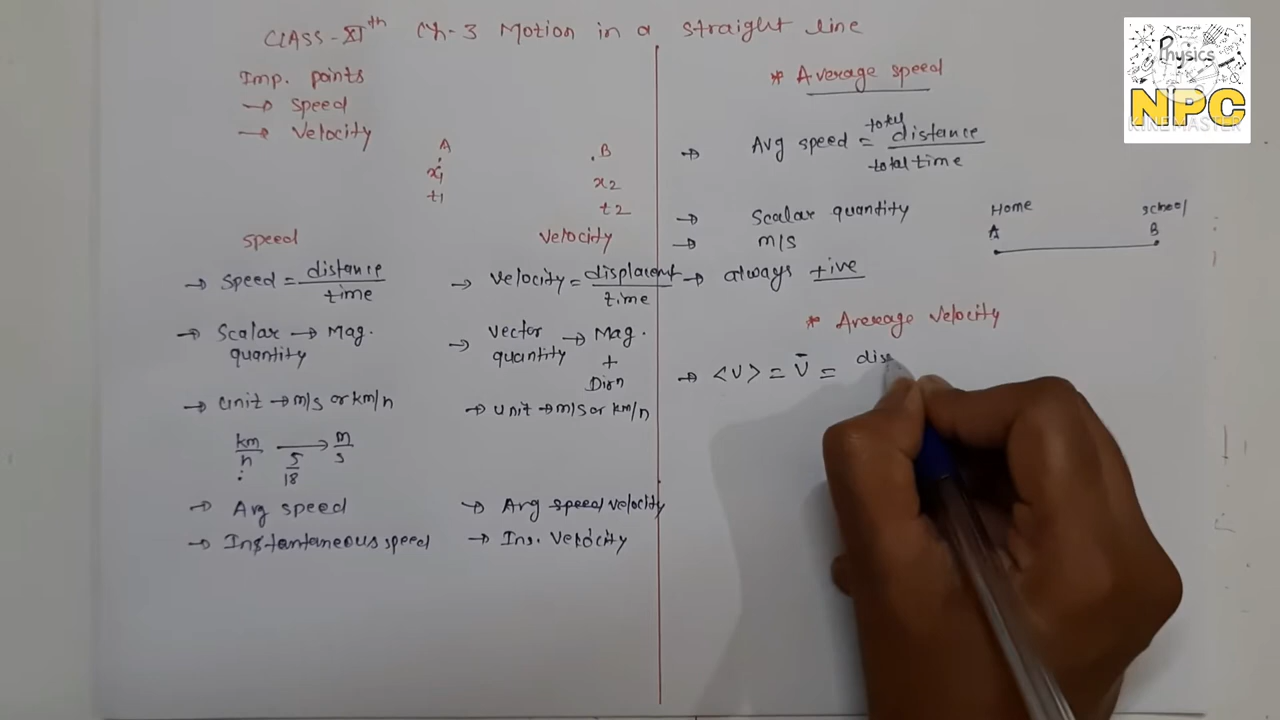 CLASS-XIth Ch-3 Motion in a straight line
Imp. points
→ Speed
→ Velocity
A B
x1 x2
t1 t2
Speed
→ Speed = distance / time
→ Scalar → Mag.
quantity
→ Unit → m/s or km/h
km/h → m/s
5/18
→ Avg speed
→ Instantaneous speed
Velocity
→ Velocity = displacent / time
→ Vector → Mag.
quantity +
Dirn
→ Unit → m/s or km/h
→ Avg speed velocity
→ Ins. Velocity
* Average speed
→ Avg speed = total distance / total time
→ Scalar quantity
→ m/s
Home School
A B
→ always +ive
* Average Velocity
→ <v> = v̄ = dis
Physics
NPC
KINEMASTER